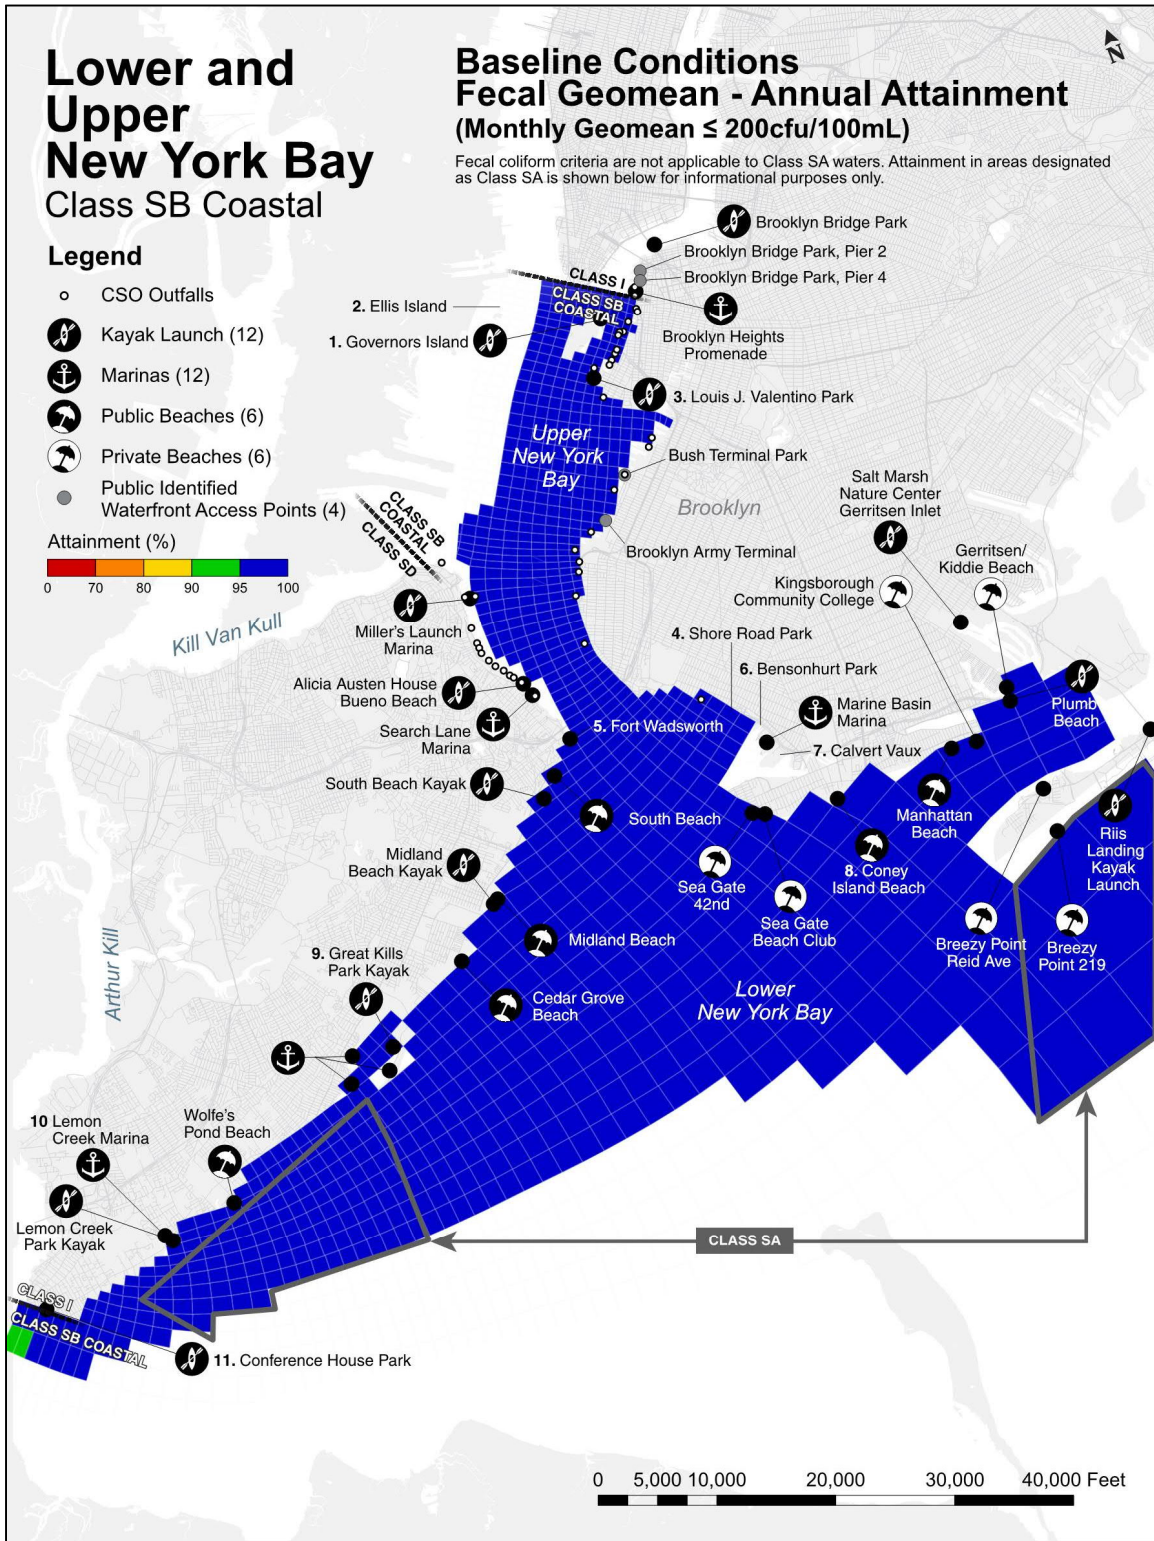 Lower and
Upper
New York Bay
Class SB Coastal
Baseline Conditions
Fecal Geomean - Annual Attainment
(Monthly Geomean ≤ 200cfu/100mL)
Fecal coliform criteria are not applicable to Class SA waters. Attainment in areas designated
as Class SA is shown below for informational purposes only.
N
Legend
CSO Outfalls
Kayak Launch (12)
Marinas (12)
Public Beaches (6)
Private Beaches (6)
Public Identified
Waterfront Access Points (4)
Attainment (%)
0 70 80 90 95 100
Brooklyn Bridge Park
Brooklyn Bridge Park, Pier 2
Brooklyn Bridge Park, Pier 4
CLASS I
CLASS SB
COASTAL
2. Ellis Island
1. Governors Island
Brooklyn Heights
Promenade
3. Louis J. Valentino Park
Upper
New York
Bay
Bush Terminal Park
Brooklyn
Brooklyn Army Terminal
Salt Marsh
Nature Center
Gerritsen Inlet
Gerritsen/
Kiddie Beach
Kingsborough
Community College
CLASS SB
COASTAL
CLASS SD
Kill Van Kull
Miller's Launch
Marina
4. Shore Road Park
6. Bensonhurt Park
Alicia Austen House
Bueno Beach
Search Lane
Marina
5. Fort Wadsworth
Marine Basin
Marina
7. Calvert Vaux
Plumb
Beach
South Beach Kayak
South Beach
Manhattan
Beach
Riis
Landing
Kayak
Launch
Midland
Beach Kayak
Sea Gate
42nd
8. Coney
Island Beach
Sea Gate
Beach Club
Breezy Point
Reid Ave
Breezy
Point 219
Midland Beach
9. Great Kills
Park Kayak
Arthur Kill
Cedar Grove
Beach
Lower
New York Bay
10 Lemon
Creek Marina
Wolfe's
Pond Beach
Lemon Creek
Park Kayak
CLASS SA
CLASS I
CLASS SB COASTAL
11. Conference House Park
0 5,000 10,000 20,000 30,000 40,000 Feet